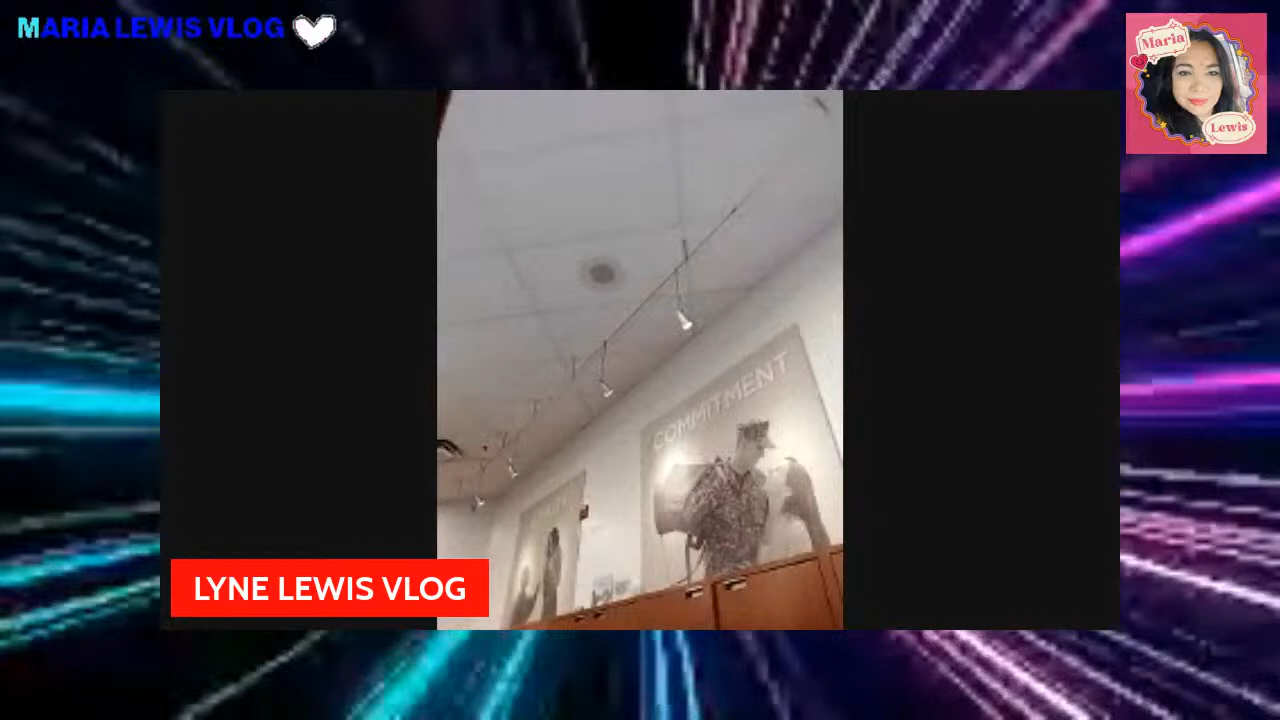 MARIA LEWIS VLOG
Maria
Lewis
COMMITMENT
LYNE LEWIS VLOG